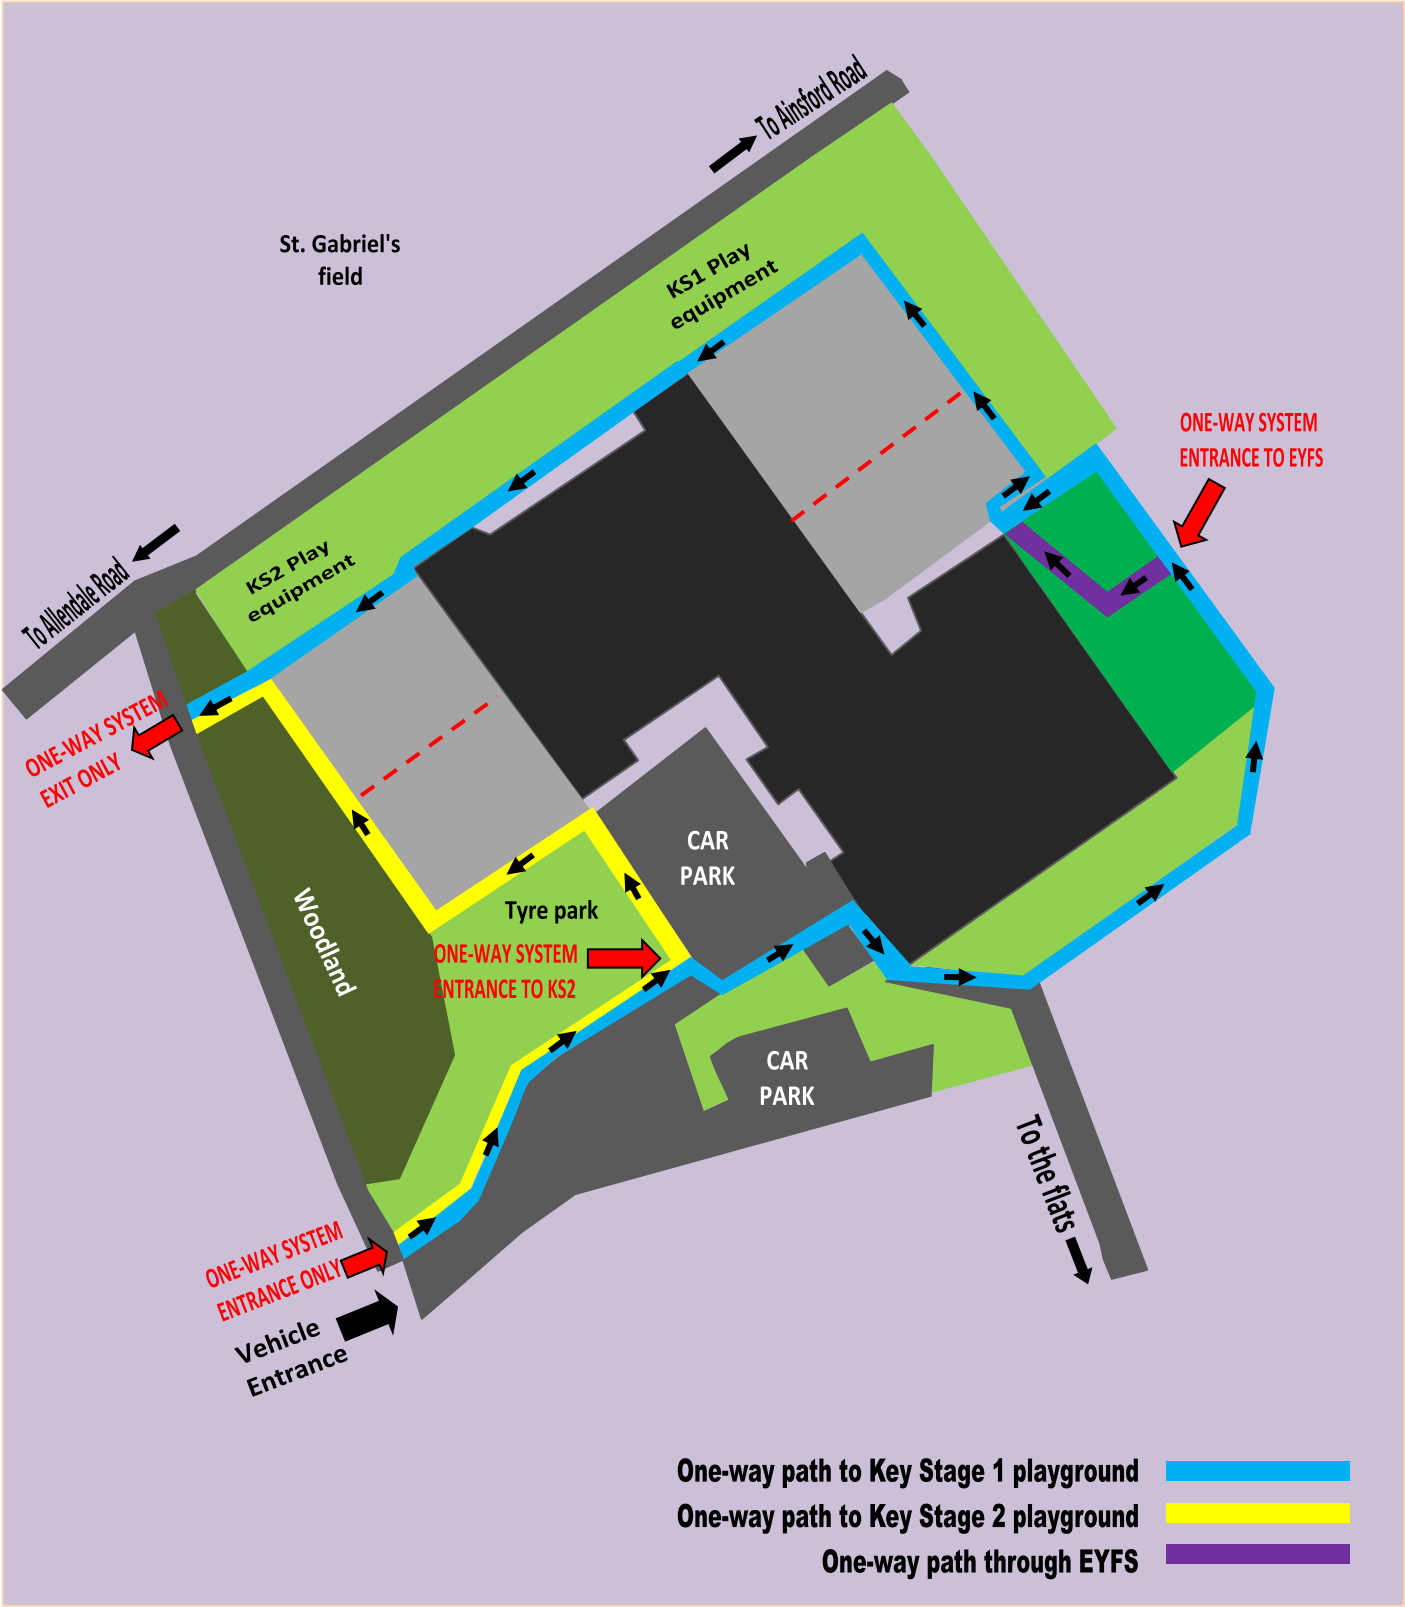 To Ainsford Road
St. Gabriel's
field
KS1 Play
equipment
ONE-WAY SYSTEM
ENTRANCE TO EYFS
KS2 Play
equipment
To Allendale Road
ONE-WAY SYSTEM
EXIT ONLY
CAR
PARK
Woodland
Tyre park
ONE-WAY SYSTEM
ENTRANCE TO KS2
CAR
PARK
To the flats
ONE-WAY SYSTEM
ENTRANCE ONLY
Vehicle
Entrance
One-way path to Key Stage 1 playground
One-way path to Key Stage 2 playground
One-way path through EYFS